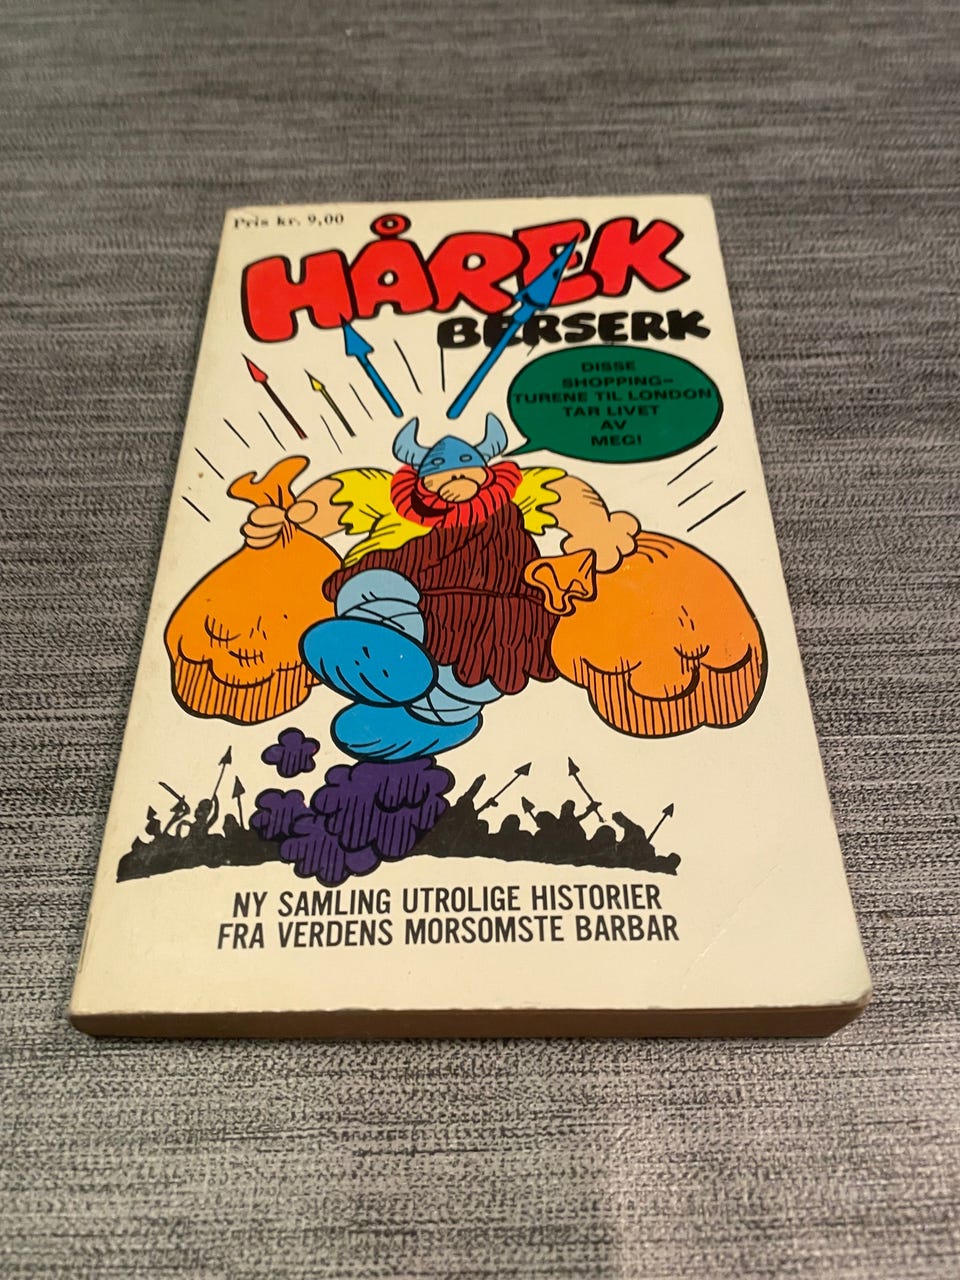 Pris kr. 9,00
HÅREK
BERSERK
DISSE
SHOPPING-
TURENE TIL LONDON
TAR LIVET
AV
MEG!
NY SAMLING UTROLIGE HISTORIER
FRA VERDENS MORSOMSTE BARBAR